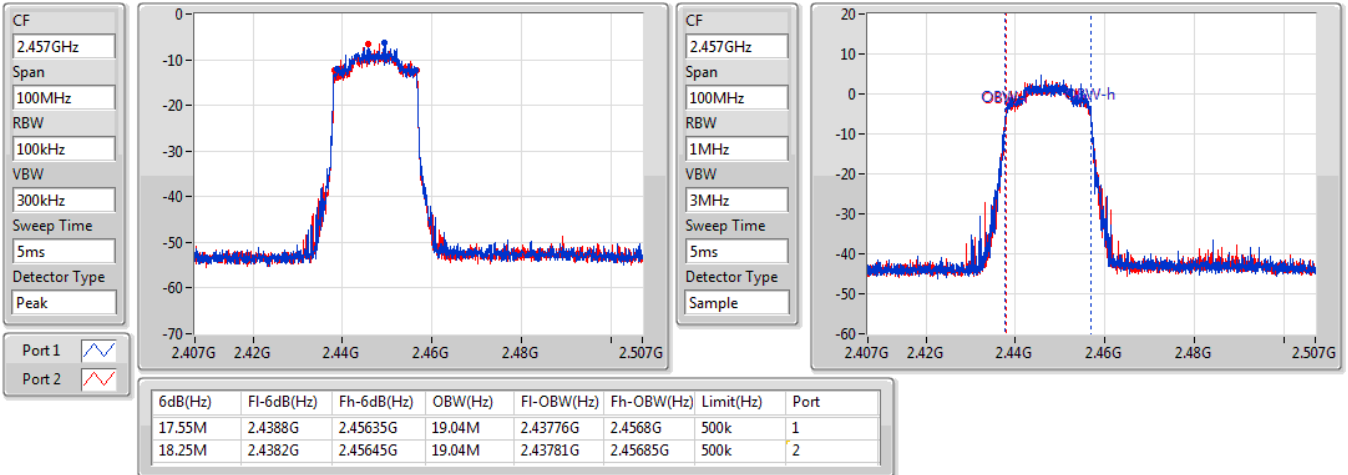 CF
2.457GHz
Span
100MHz
RBW
100kHz
VBW
300kHz
Sweep Time
5ms
Detector Type
Peak
Port 1
Port 2
0
-10
-20
-30
-40
-50
-60
-70
2.407G 2.42G 2.44G 2.46G 2.48G 2.507G
CF
2.457GHz
Span
100MHz
RBW
1MHz
VBW
3MHz
Sweep Time
5ms
Detector Type
Sample
20
10
0
-10
-20
-30
-40
-50
-60
2.407G 2.42G 2.44G 2.46G 2.48G 2.507G
6dB(Hz) Fl-6dB(Hz) Fh-6dB(Hz) OBW(Hz) Fl-OBW(Hz) Fh-OBW(Hz) Limit(Hz) Port
17.55M 2.4388G 2.45635G 19.04M 2.43776G 2.4568G 500k 1
18.25M 2.4382G 2.45645G 19.04M 2.43781G 2.45685G 500k 2